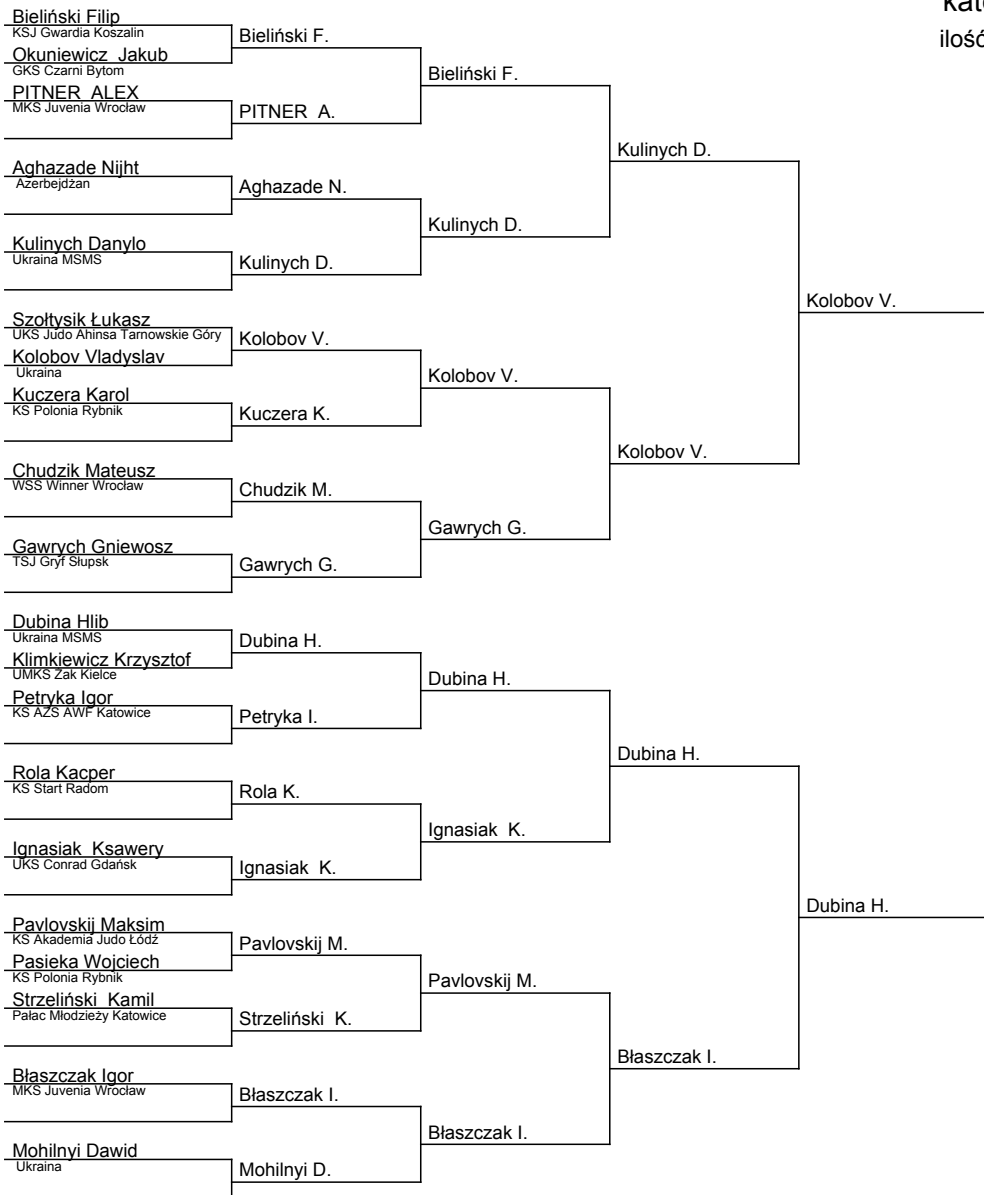 kat
ilość
Bieliński Filip
KSJ Gwardia Koszalin
Bieliński F.
Okuniewicz Jakub
GKS Czarni Bytom
Bieliński F.
PITNER ALEX
MKS Juvenia Wrocław
PITNER A.
Kulinych D.
Aghazade Nijht
Azerbejdżan
Aghazade N.
Kulinych D.
Kulinych Danylo
Ukraina MSMS
Kulinych D.
Kolobov V.
Szołtysik Łukasz
UKS Judo Ahinsa Tarnowskie Góry
Kolobov V.
Kolobov Vladyslav
Ukraina
Kolobov V.
Kuczera Karol
KS Polonia Rybnik
Kuczera K.
Kolobov V.
Chudzik Mateusz
WSS Winner Wrocław
Chudzik M.
Gawrych G.
Gawrych Gniewosz
TSJ Gryf Słupsk
Gawrych G.
Dubina Hlib
Ukraina MSMS
Dubina H.
Klimkiewicz Krzysztof
UMKS Żak Kielce
Dubina H.
Petryka Igor
KS AZS AWF Katowice
Petryka I.
Dubina H.
Rola Kacper
KS Start Radom
Rola K.
Ignasiak K.
Ignasiak Ksawery
UKS Conrad Gdańsk
Ignasiak K.
Dubina H.
Pavlovskij Maksim
KS Akademia Judo Łódź
Pavlovskij M.
Pasieka Wojciech
KS Polonia Rybnik
Pavlovskij M.
Strzeliński Kamil
Pałac Młodzieży Katowice
Strzeliński K.
Błaszczak I.
Błaszczak Igor
MKS Juvenia Wrocław
Błaszczak I.
Błaszczak I.
Mohilnyi Dawid
Ukraina
Mohilnyi D.